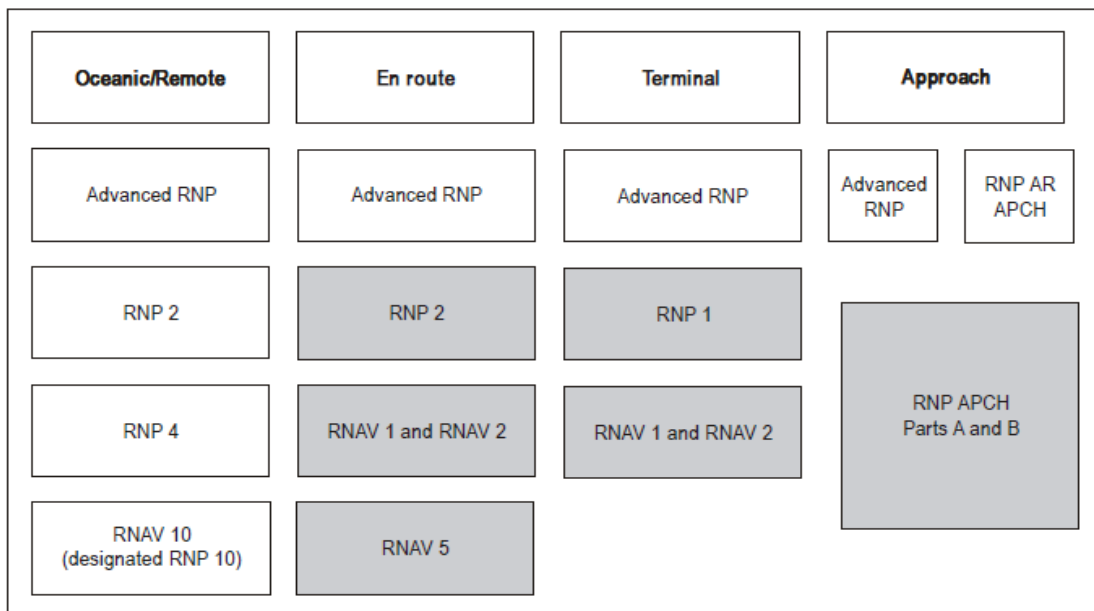 Oceanic/Remote
En route
Terminal
Approach
Advanced RNP
Advanced RNP
Advanced RNP
Advanced
RNP
RNP AR
APCH
RNP 2
RNP 2
RNP 1
RNP 4
RNAV 1 and RNAV 2
RNAV 1 and RNAV 2
RNP APCH
Parts A and B
RNAV 10
(designated RNP 10)
RNAV 5